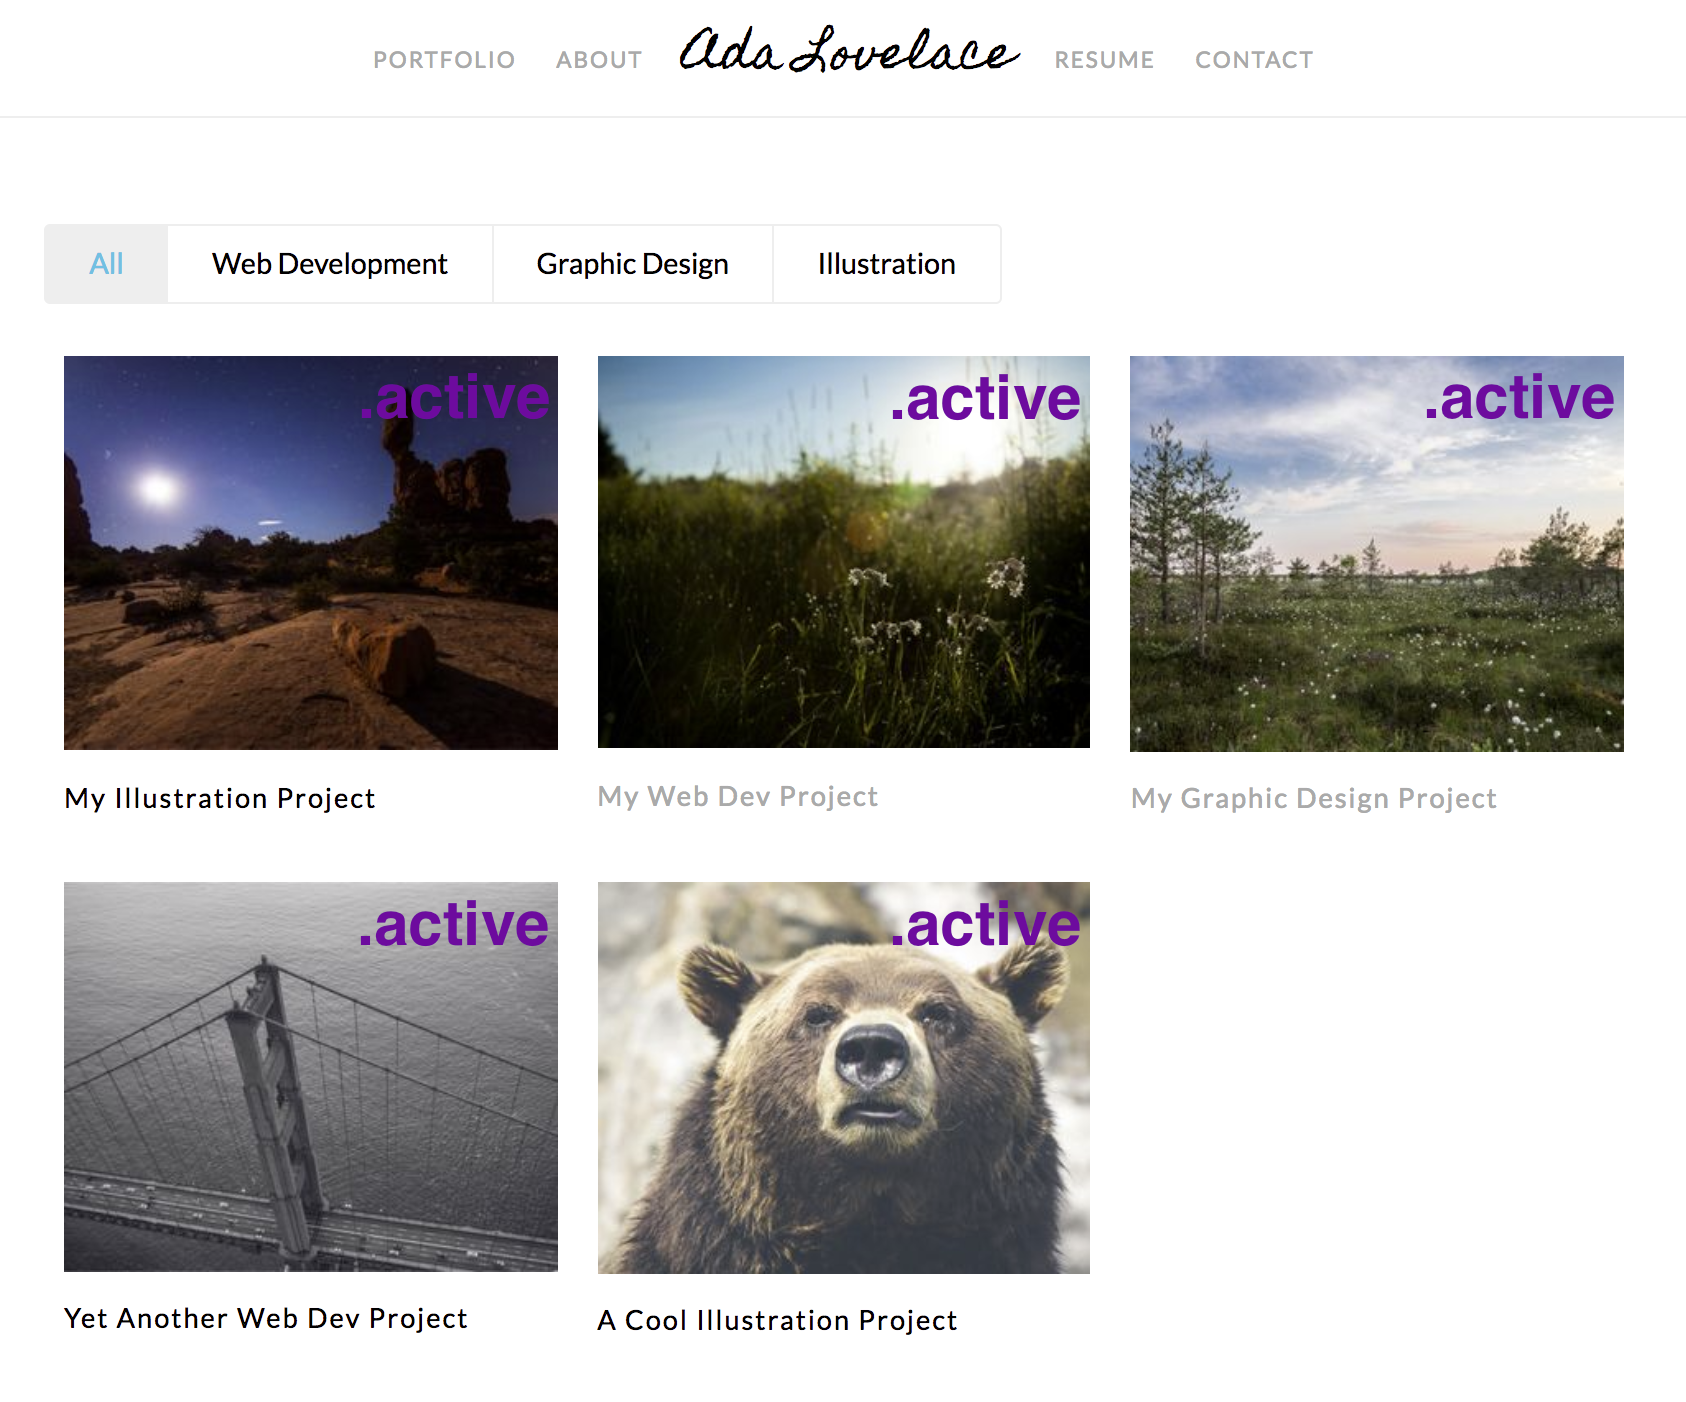 PORTFOLIO ABOUT Ada Lovelace RESUME CONTACT
All Web Development Graphic Design Illustration
.active .active .active
My Illustration Project My Web Dev Project My Graphic Design Project
.active .active
Yet Another Web Dev Project A Cool Illustration Project